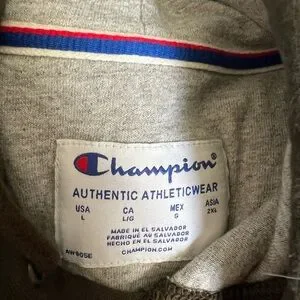 Champion®
AUTHENTIC ATHLETICWEAR
USA CA MEX ASIA
L L/G G 2XL
MADE IN EL SALVADOR
FABRIQUÉ AU SALVADOR
HECHO EN EL SALVADOR
CHAMPION.COM